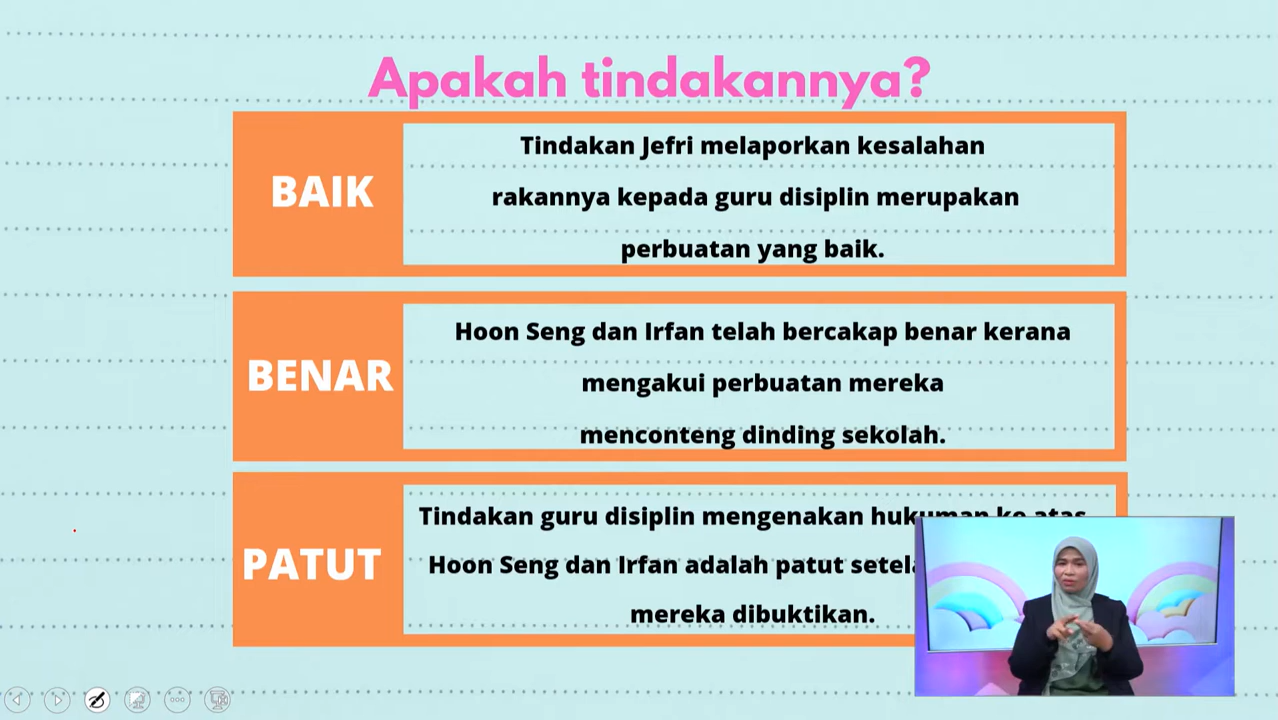 Apakah tindakannya?
BAIK
Tindakan Jefri melaporkan kesalahan
rakannya kepada guru disiplin merupakan
perbuatan yang baik.
BENAR
Hoon Seng dan Irfan telah bercakap benar kerana
mengakui perbuatan mereka
menconteng dinding sekolah.
PATUT
Tindakan guru disiplin mengenakan hukuman ke atas
Hoon Seng dan Irfan adalah patut
mereka dibuktikan.